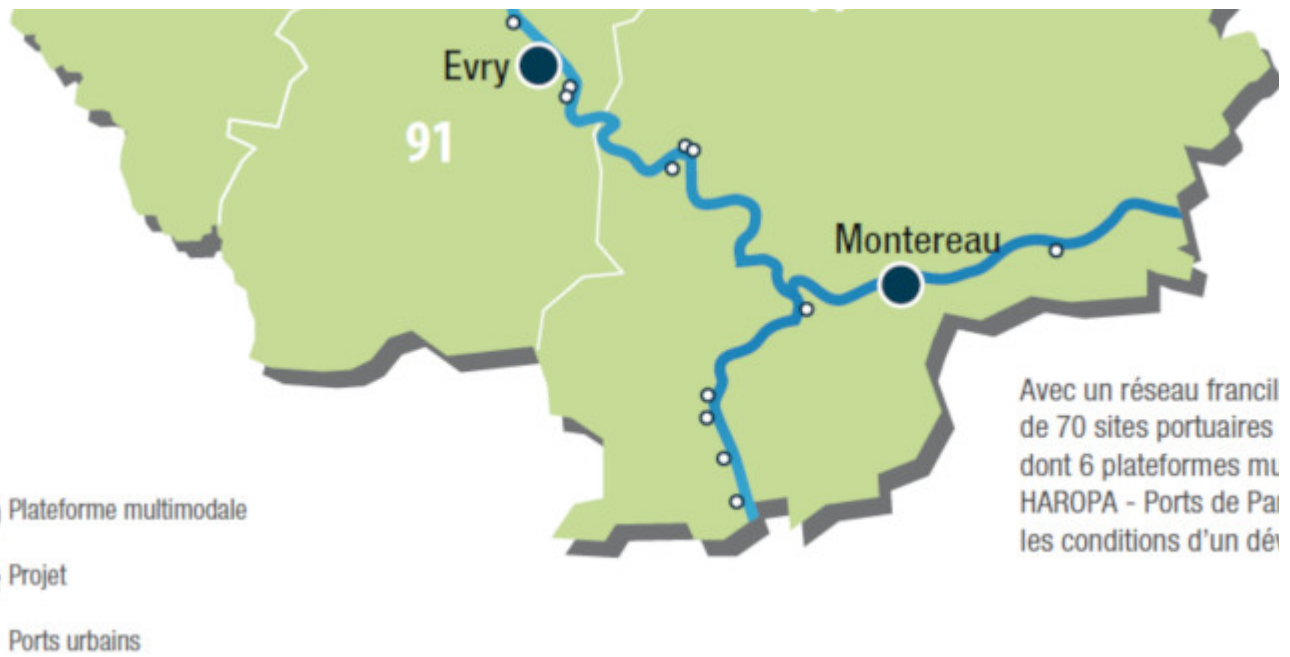 Evry
91
Montereau
Avec un réseau francil
de 70 sites portuaires
dont 6 plateformes mu
HAROPA - Ports de Pa
les conditions d'un dév
Plateforme multimodale
Projet
Ports urbains